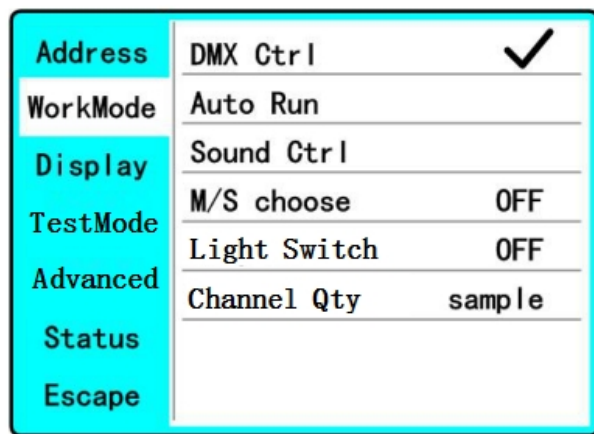 Address
WorkMode
Display
TestMode
Advanced
Status
Escape
DMX Ctrl
Auto Run
Sound Ctrl
M/S choose OFF
Light Switch OFF
Channel Qty sample